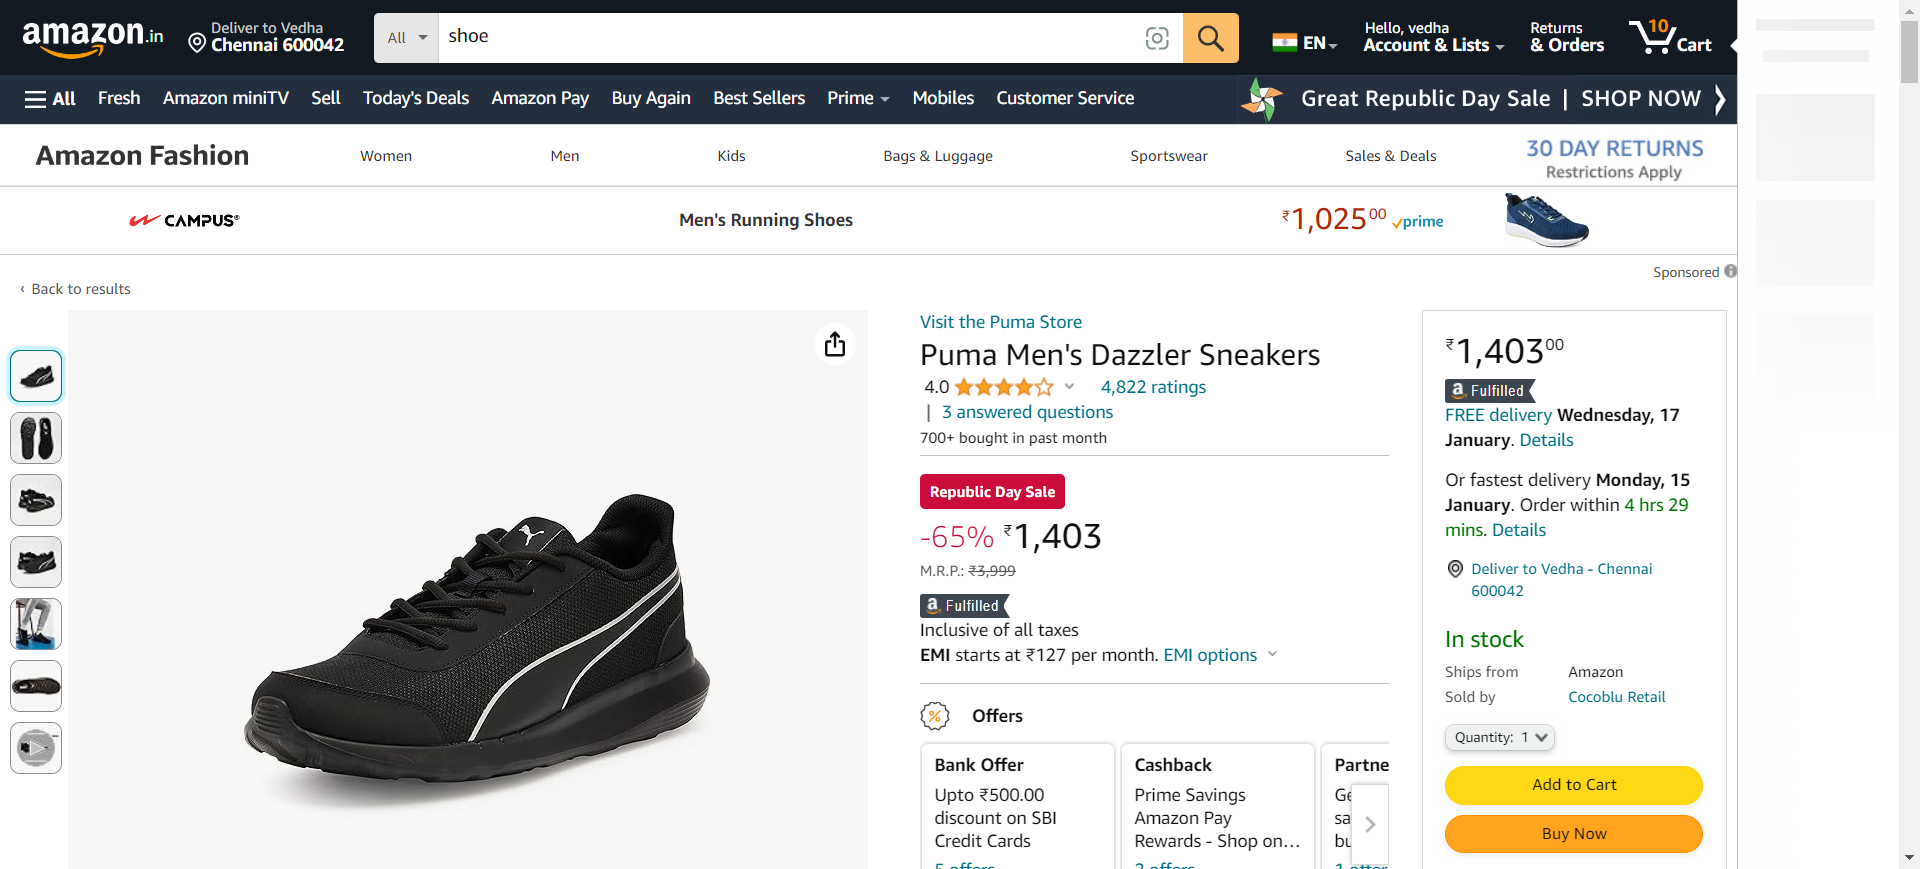 amazon.in
Deliver to Vedha
Chennai 600042
All
shoe
EN
Hello, vedha
Account & Lists
Returns
& Orders
10
Cart
All
Fresh
Amazon miniTV
Sell
Today's Deals
Amazon Pay
Buy Again
Best Sellers
Prime
Mobiles
Customer Service
Great Republic Day Sale | SHOP NOW
Amazon Fashion
Women
Men
Kids
Bags & Luggage
Sportswear
Sales & Deals
30 DAY RETURNS
Restrictions Apply
CAMPUS®
Men's Running Shoes
₹1,02500 prime
Sponsored
‹ Back to results
Visit the Puma Store
Puma Men's Dazzler Sneakers
4.0
4,822 ratings
| 3 answered questions
700+ bought in past month
Republic Day Sale
-65% ₹1,403
M.R.P.: ₹3,999
a Fulfilled
Inclusive of all taxes
EMI starts at ₹127 per month. EMI options
% Offers
Bank Offer
Upto ₹500.00
discount on SBI
Credit Cards
5 offers
Cashback
Prime Savings
Amazon Pay
Rewards - Shop on…
2 offers
Partne
Ge
sa
bu
1 offer
₹1,40300
a Fulfilled
FREE delivery Wednesday, 17
January. Details
Or fastest delivery Monday, 15
January. Order within 4 hrs 29
mins. Details
Deliver to Vedha - Chennai
600042
In stock
Ships from Amazon
Sold by Cocoblu Retail
Quantity: 1
Add to Cart
Buy Now